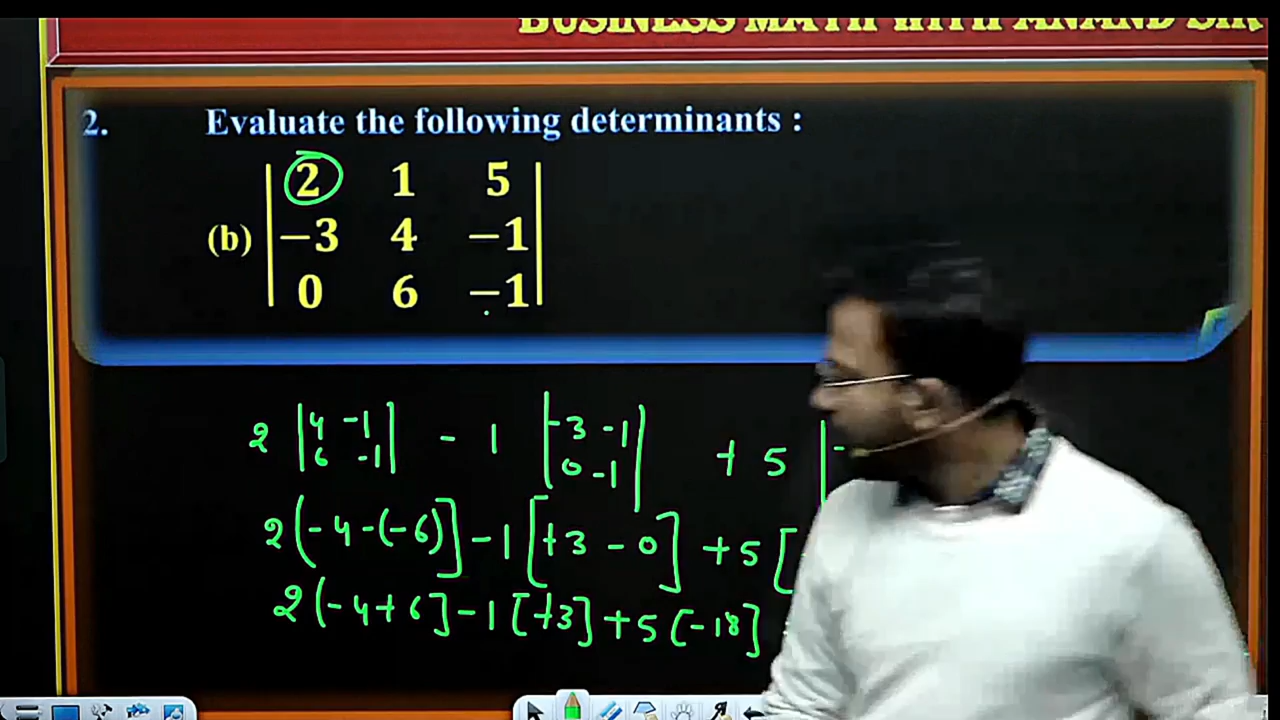 BUSINESS MATH WITH ANAND SIR
2. Evaluate the following determinants :
(b) | 2 1 5 |
| −3 4 −1 |
| 0 6 −1 |
2 | 4 -1 | - 1 | -3 -1 | + 5 | -
| 6 -1 | | 0 -1 |
2(-4-(-6)] -1 [+3 - 0] +5 [
2(-4+6] -1 [+3] +5 (-18]